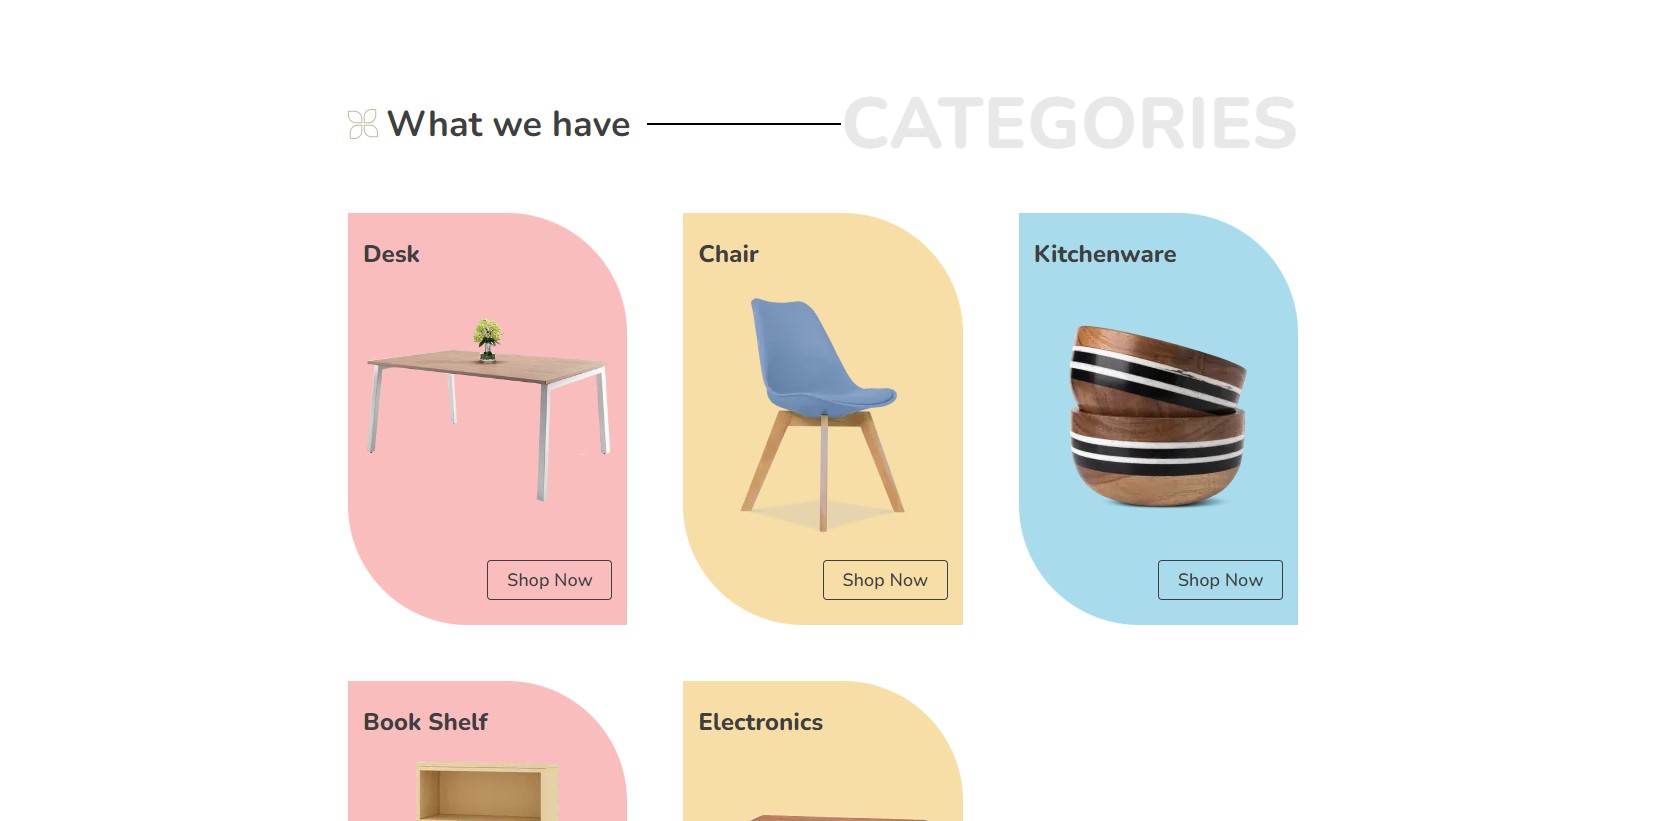 What we have
CATEGORIES
Desk
Chair
Kitchenware
Shop Now
Shop Now
Shop Now
Book Shelf
Electronics